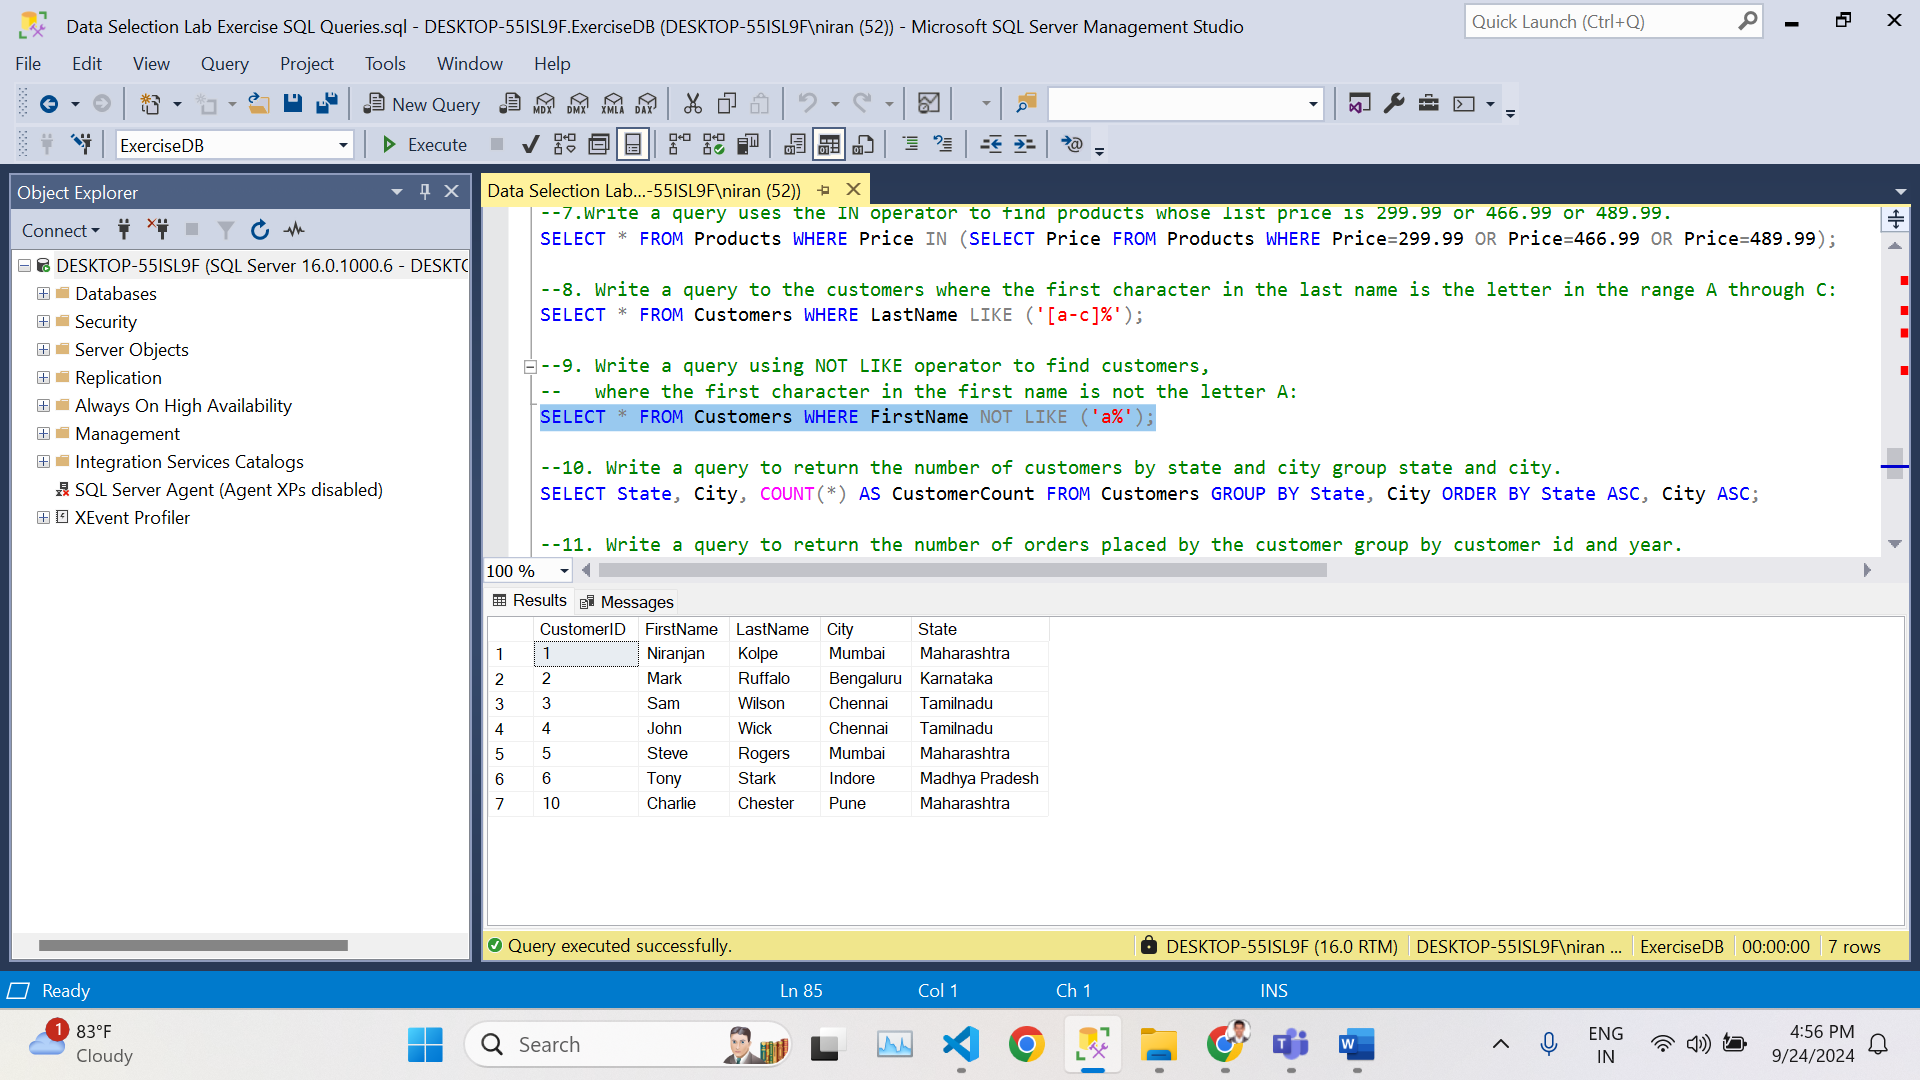 Data Selection Lab Exercise SQL Queries.sql - DESKTOP-55ISL9F.ExerciseDB (DESKTOP-55ISL9F\niran (52)) - Microsoft SQL Server Management Studio
Quick Launch (Ctrl+Q)
File Edit View Query Project Tools Window Help
New Query MDX DMX XMLA DAX
ExerciseDB Execute
Object Explorer
Connect
DESKTOP-55ISL9F (SQL Server 16.0.1000.6 - DESKTO
Databases
Security
Server Objects
Replication
Always On High Availability
Management
Integration Services Catalogs
SQL Server Agent (Agent XPs disabled)
XEvent Profiler
Data Selection Lab...-55ISL9F\niran (52))
--7.Write a query uses the IN operator to find products whose list price is 299.99 or 466.99 or 489.99.
SELECT * FROM Products WHERE Price IN (SELECT Price FROM Products WHERE Price=299.99 OR Price=466.99 OR Price=489.99);
--8. Write a query to the customers where the first character in the last name is the letter in the range A through C:
SELECT * FROM Customers WHERE LastName LIKE ('[a-c]%');
--9. Write a query using NOT LIKE operator to find customers,
-- where the first character in the first name is not the letter A:
SELECT * FROM Customers WHERE FirstName NOT LIKE ('a%');
--10. Write a query to return the number of customers by state and city group state and city.
SELECT State, City, COUNT(*) AS CustomerCount FROM Customers GROUP BY State, City ORDER BY State ASC, City ASC;
--11. Write a query to return the number of orders placed by the customer group by customer id and year.
100 %
Results Messages
CustomerID FirstName LastName City State
1 1 Niranjan Kolpe Mumbai Maharashtra
2 2 Mark Ruffalo Bengaluru Karnataka
3 3 Sam Wilson Chennai Tamilnadu
4 4 John Wick Chennai Tamilnadu
5 5 Steve Rogers Mumbai Maharashtra
6 6 Tony Stark Indore Madhya Pradesh
7 10 Charlie Chester Pune Maharashtra
Query executed successfully. DESKTOP-55ISL9F (16.0 RTM) DESKTOP-55ISL9F\niran ... ExerciseDB 00:00:00 7 rows
Ready Ln 85 Col 1 Ch 1 INS
1 83°F
Cloudy
Search
ENG
IN
4:56 PM
9/24/2024